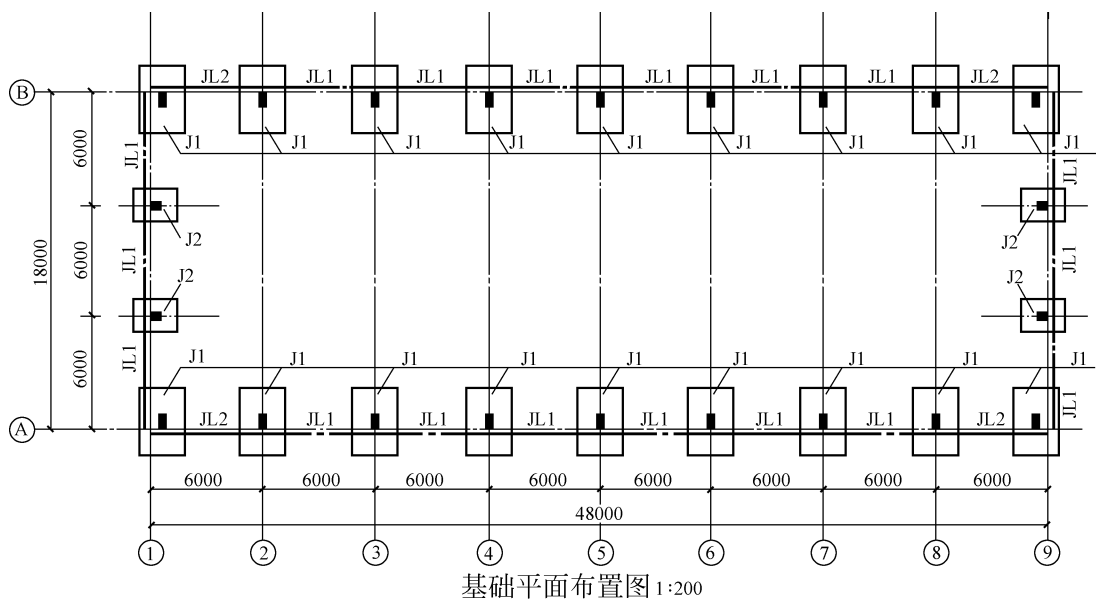 JL2 JL1 JL1 JL1 JL1 JL1 JL1 JL2
B
J1 J1 J1 J1 J1 J1 J1 J1 J1
6000
JL1
JL1
J2
J2
18000
6000
JL1
JL1
J2
J2
6000
JL1
J1 J1 J1 J1 J1 J1 J1 J1 J1
JL1
A
JL2 JL1 JL1 JL1 JL1 JL1 JL1 JL2
6000 6000 6000 6000 6000 6000 6000 6000
48000
1 2 3 4 5 6 7 8 9
基础平面布置图 1:200